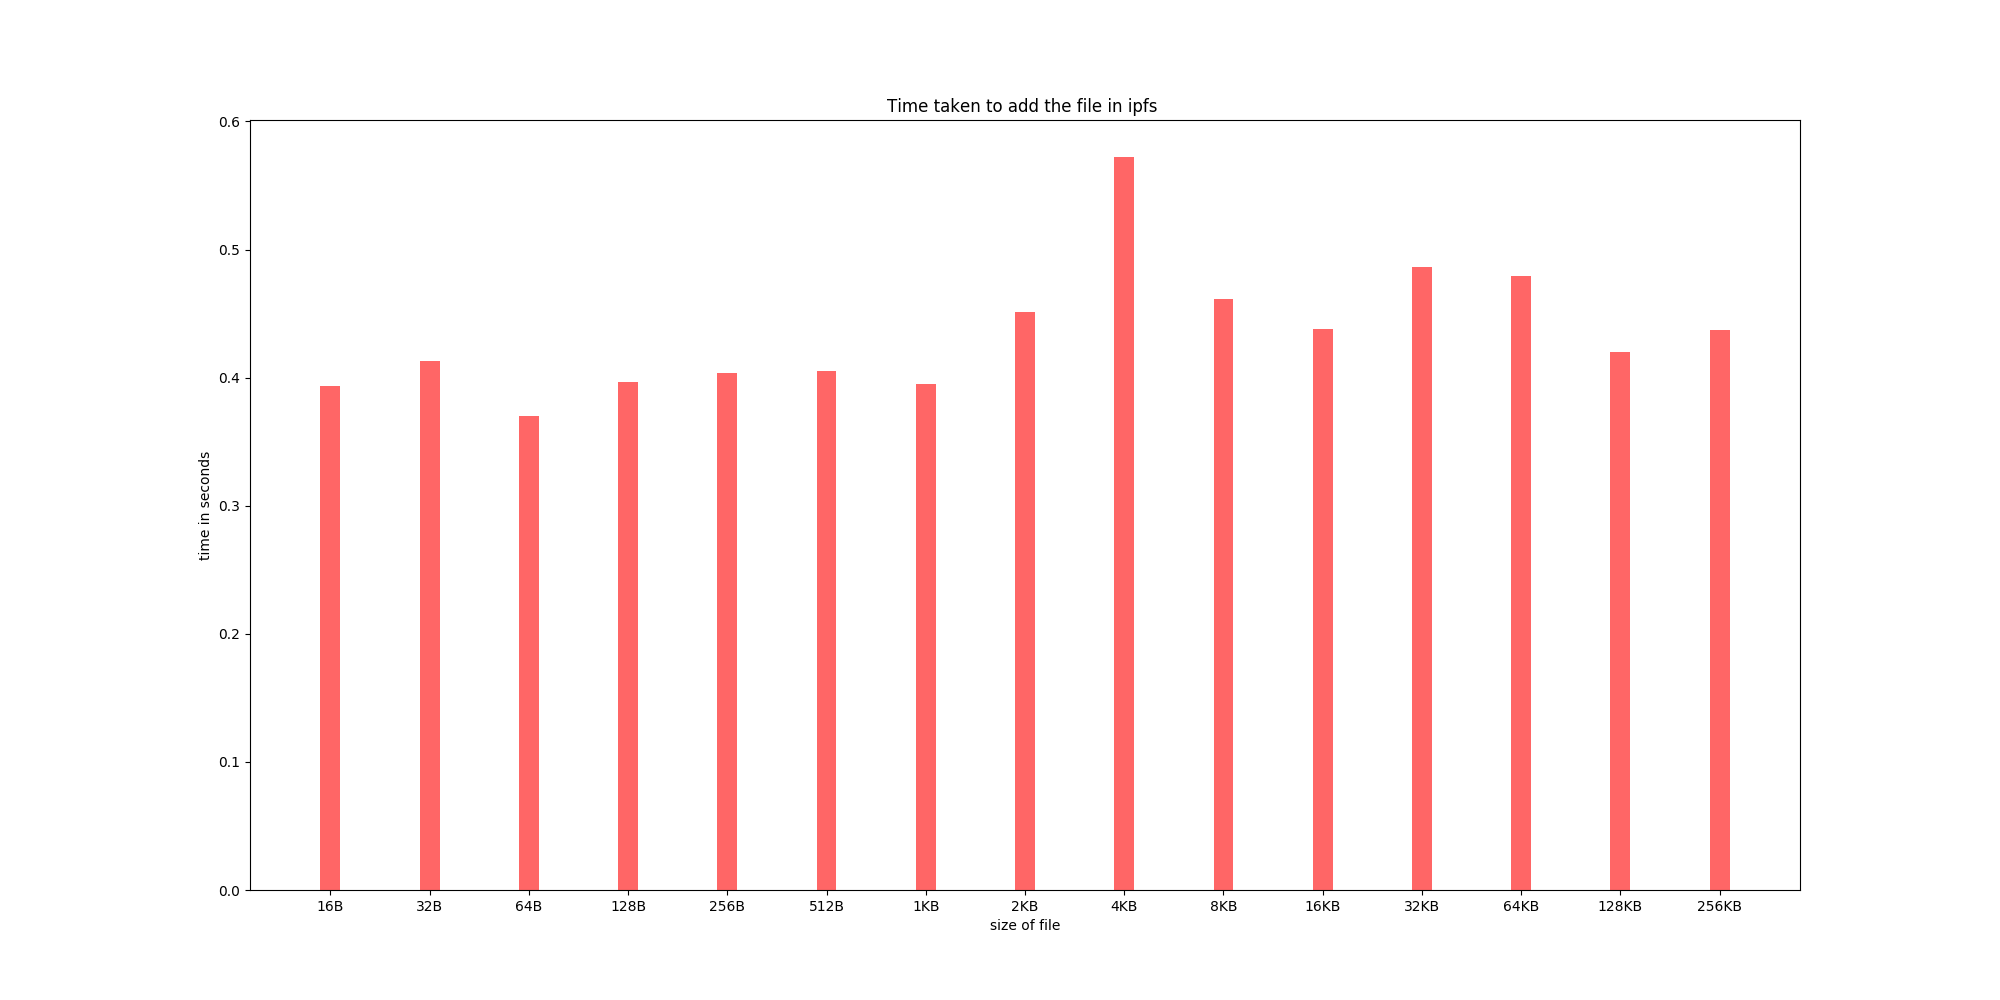 Time taken to add the file in ipfs
0.6
0.5
0.4
0.3
0.2
0.1
0.0
time in seconds
16B 32B 64B 128B 256B 512B 1KB 2KB 4KB 8KB 16KB 32KB 64KB 128KB 256KB
size of file